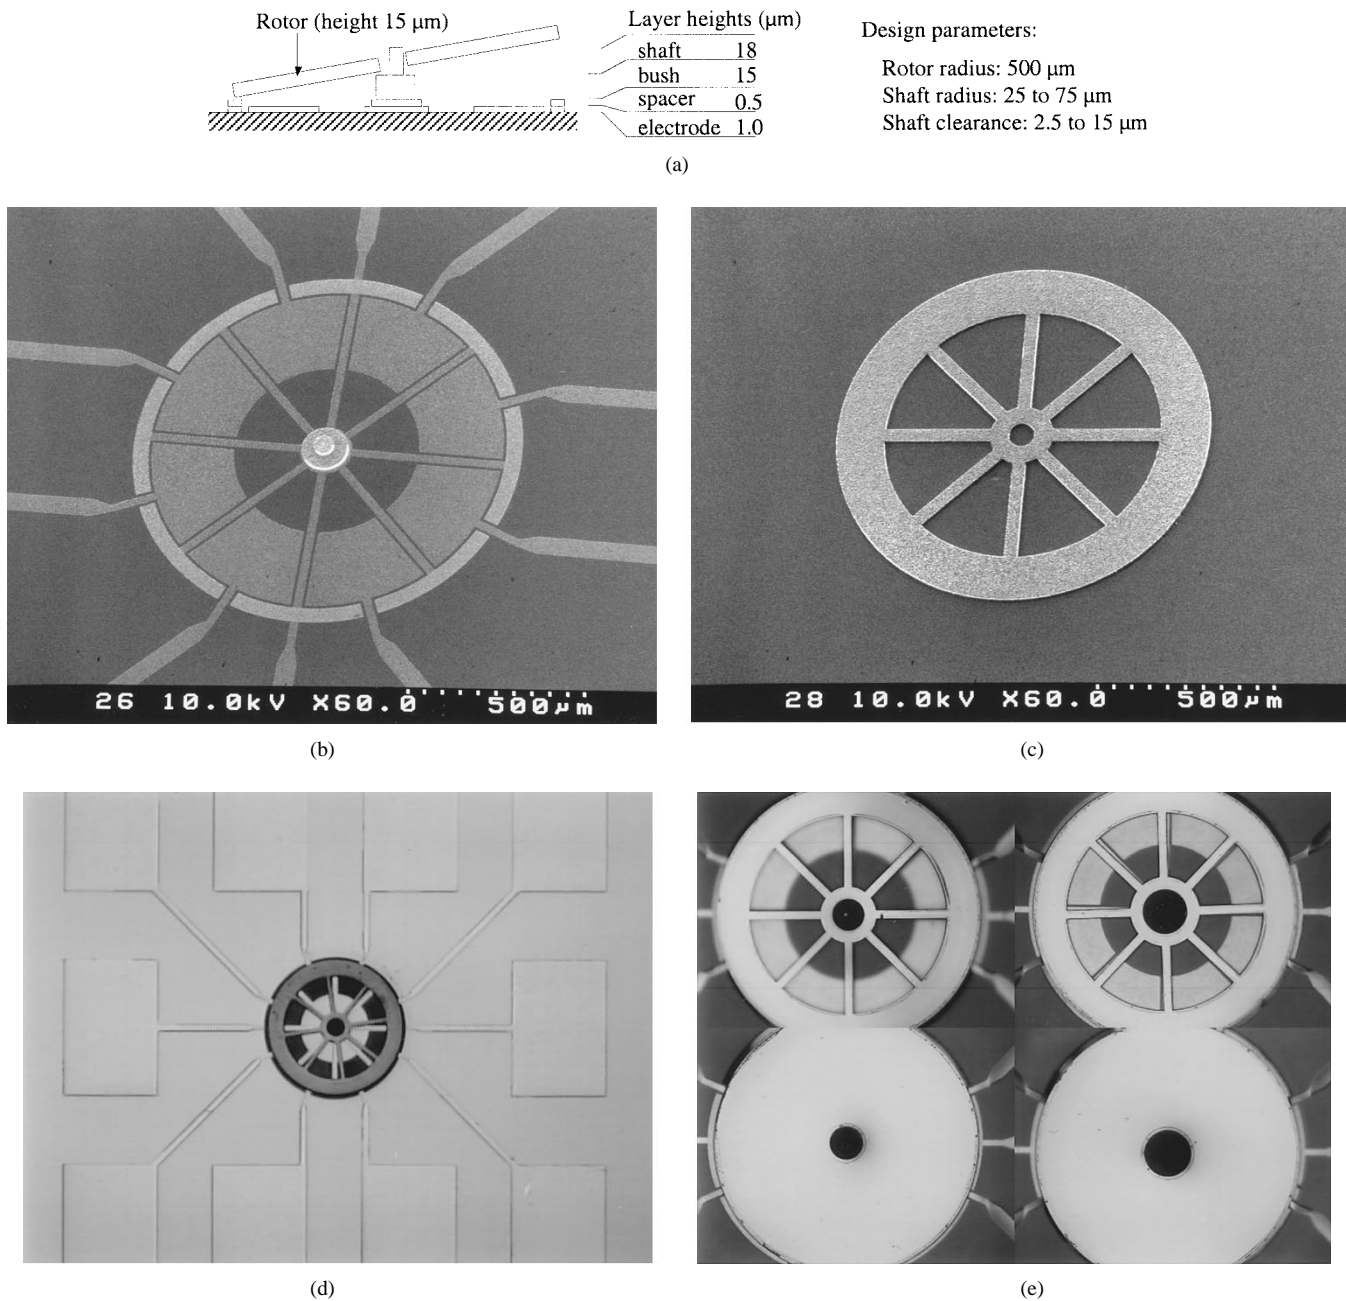 Rotor (height 15 μm)
Layer heights (μm)
shaft 18
bush 15
spacer 0.5
electrode 1.0
Design parameters:
Rotor radius: 500 μm
Shaft radius: 25 to 75 μm
Shaft clearance: 2.5 to 15 μm
(a)
26 10.0kV X60.0 500μm
28 10.0kV X60.0 500μm
(b)
(c)
(d)
(e)